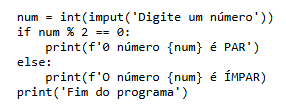 num = int(imput('Digite um número'))
if num % 2 == 0:
    print(f'0 número {num} é PAR')
else:
    print(f'O número {num} é ÍMPAR)
print('Fim do programa')